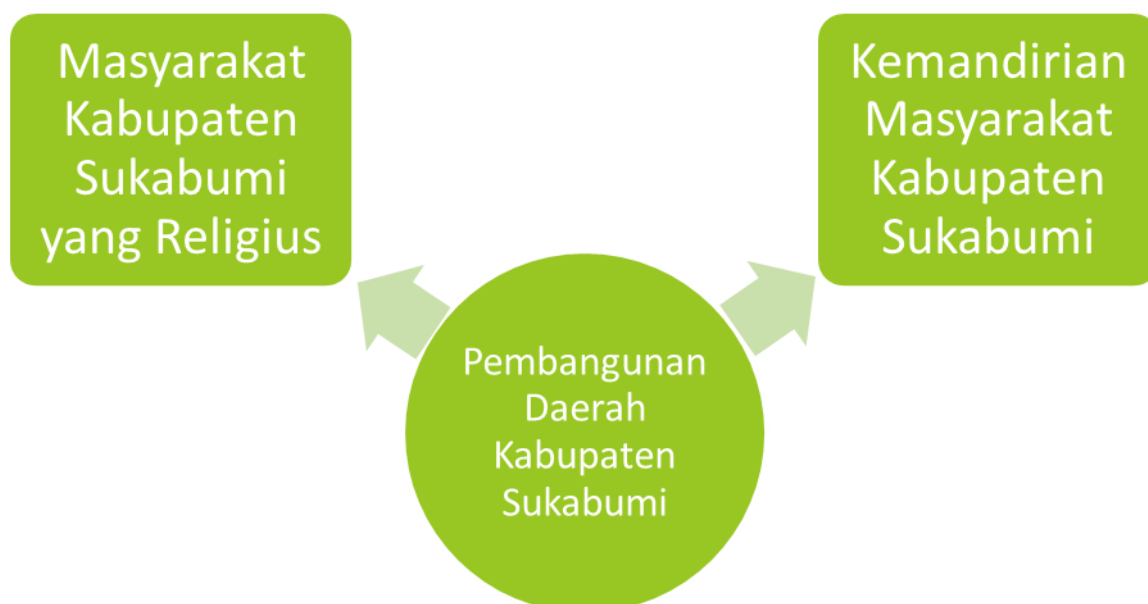 Masyarakat
Kabupaten
Sukabumi
yang Religius
Kemandirian
Masyarakat
Kabupaten
Sukabumi
Pembangunan
Daerah
Kabupaten
Sukabumi